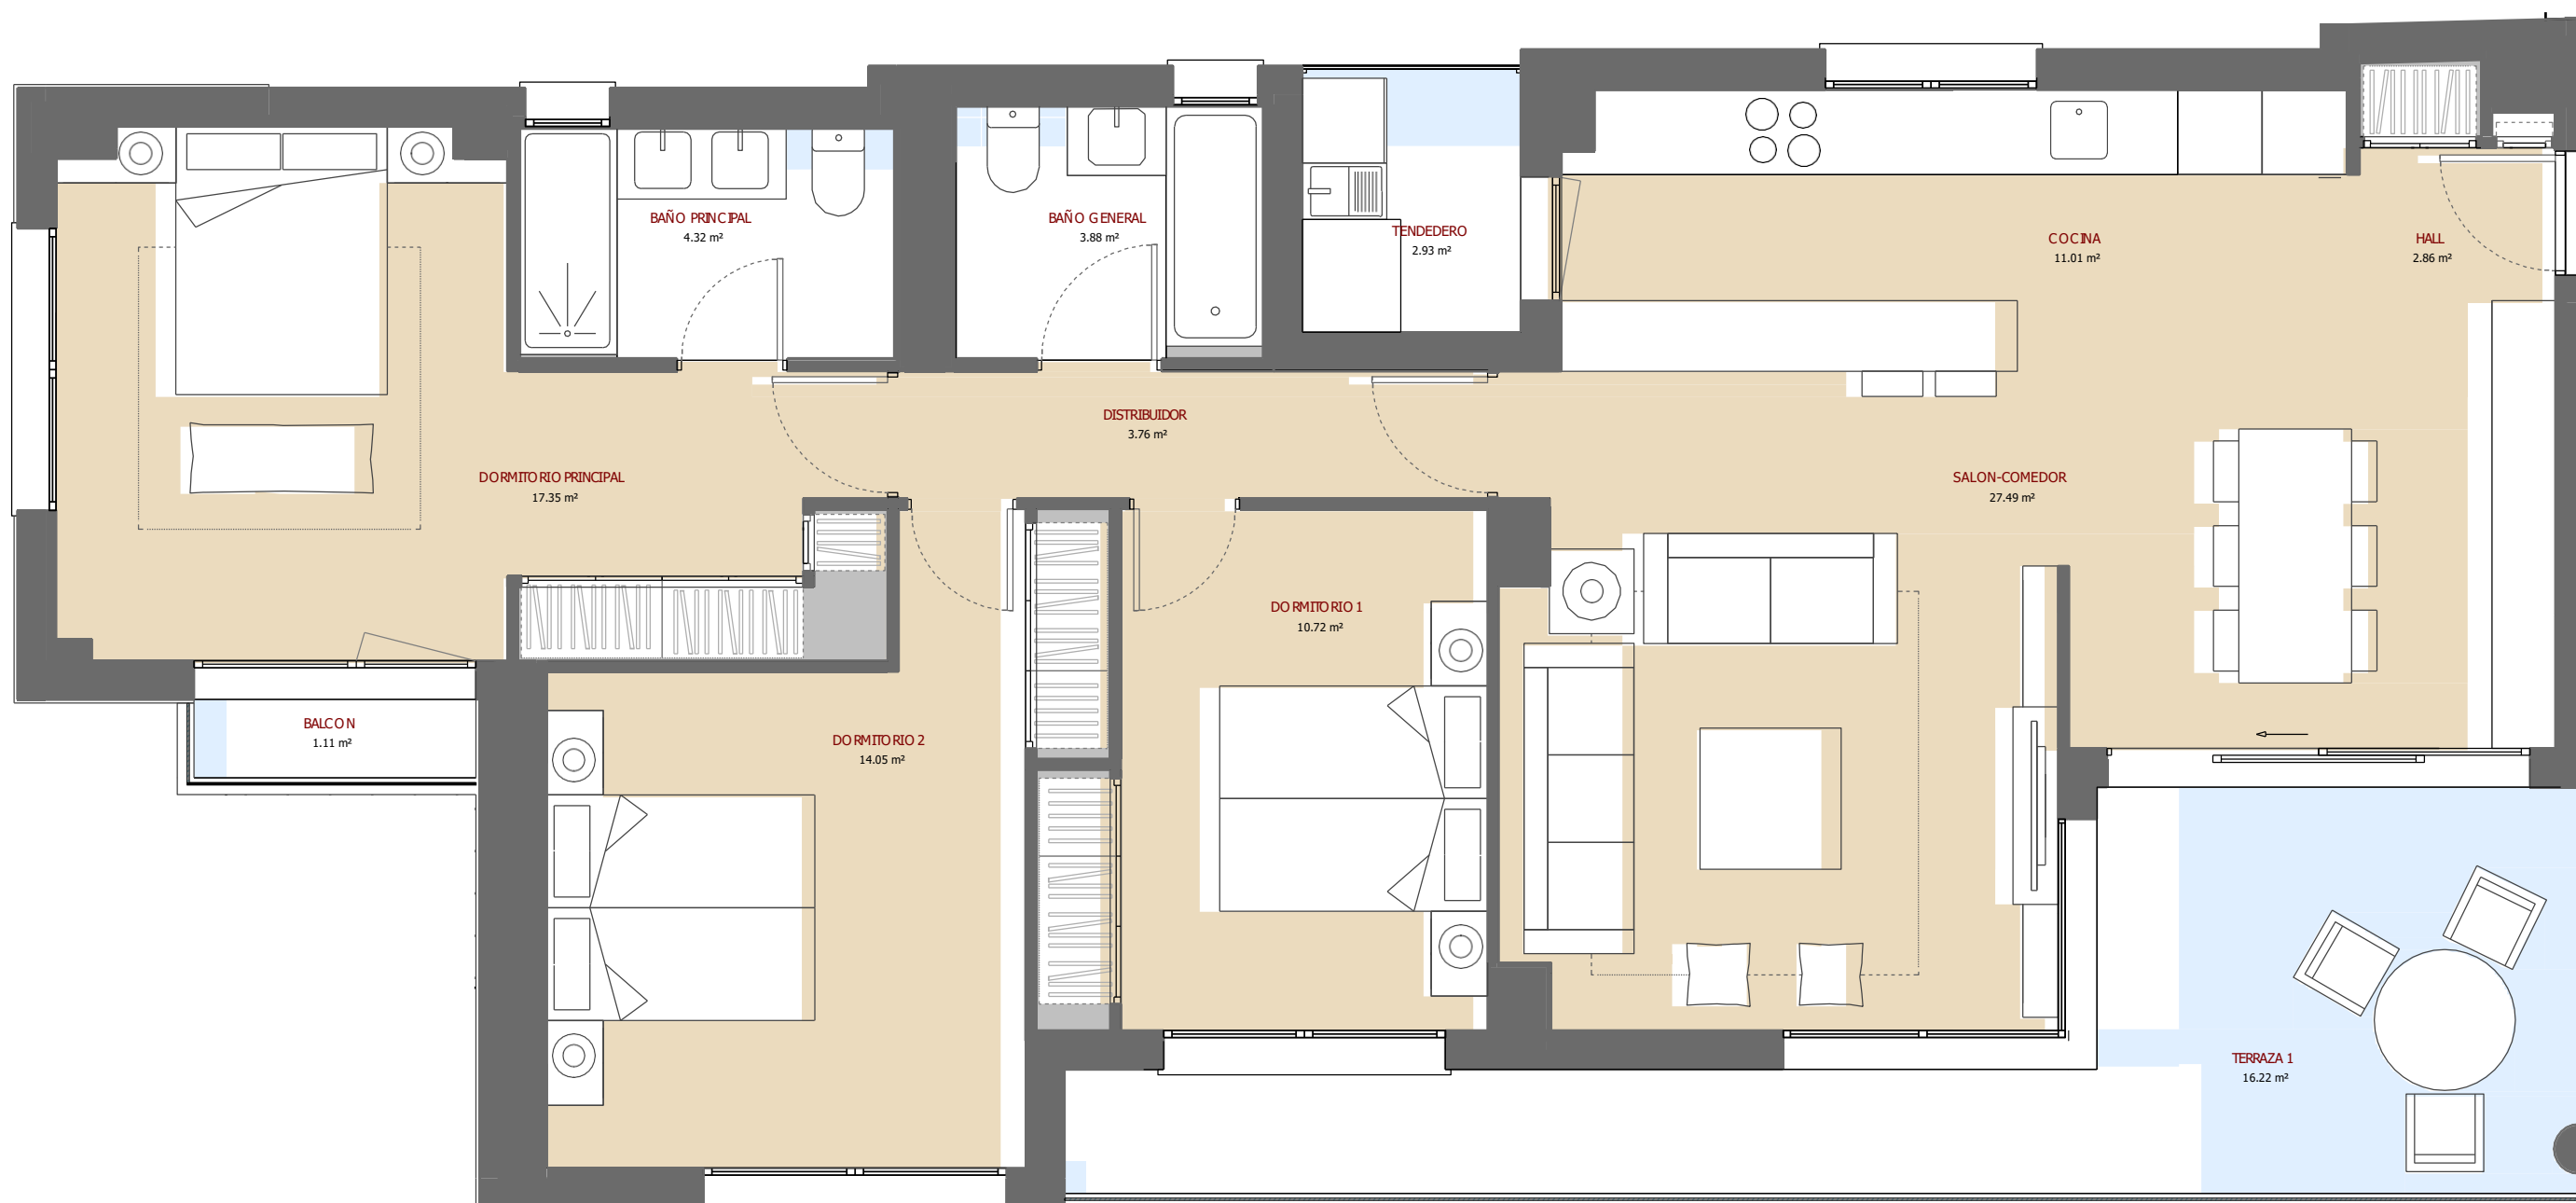 BAÑO PRINCIPAL
4.32 m²
BAÑO GENERAL
3.88 m²
TENDEDERO
2.93 m²
COCINA
11.01 m²
HALL
2.86 m²
DISTRIBUIDOR
3.76 m²
DORMITORIO PRINCIPAL
17.35 m²
SALON-COMEDOR
27.49 m²
DORMITORIO 1
10.72 m²
BALCON
1.11 m²
DORMITORIO 2
14.05 m²
TERRAZA 1
16.22 m²